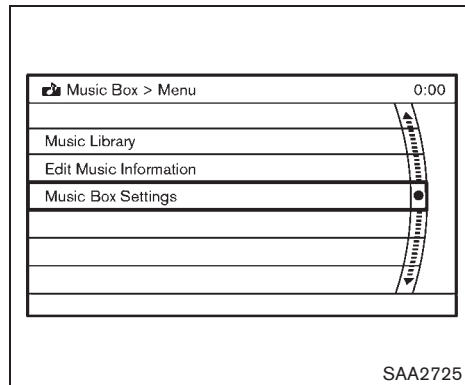 Music Box > Menu 0:00
Music Library
Edit Music Information
Music Box Settings
SAA2725